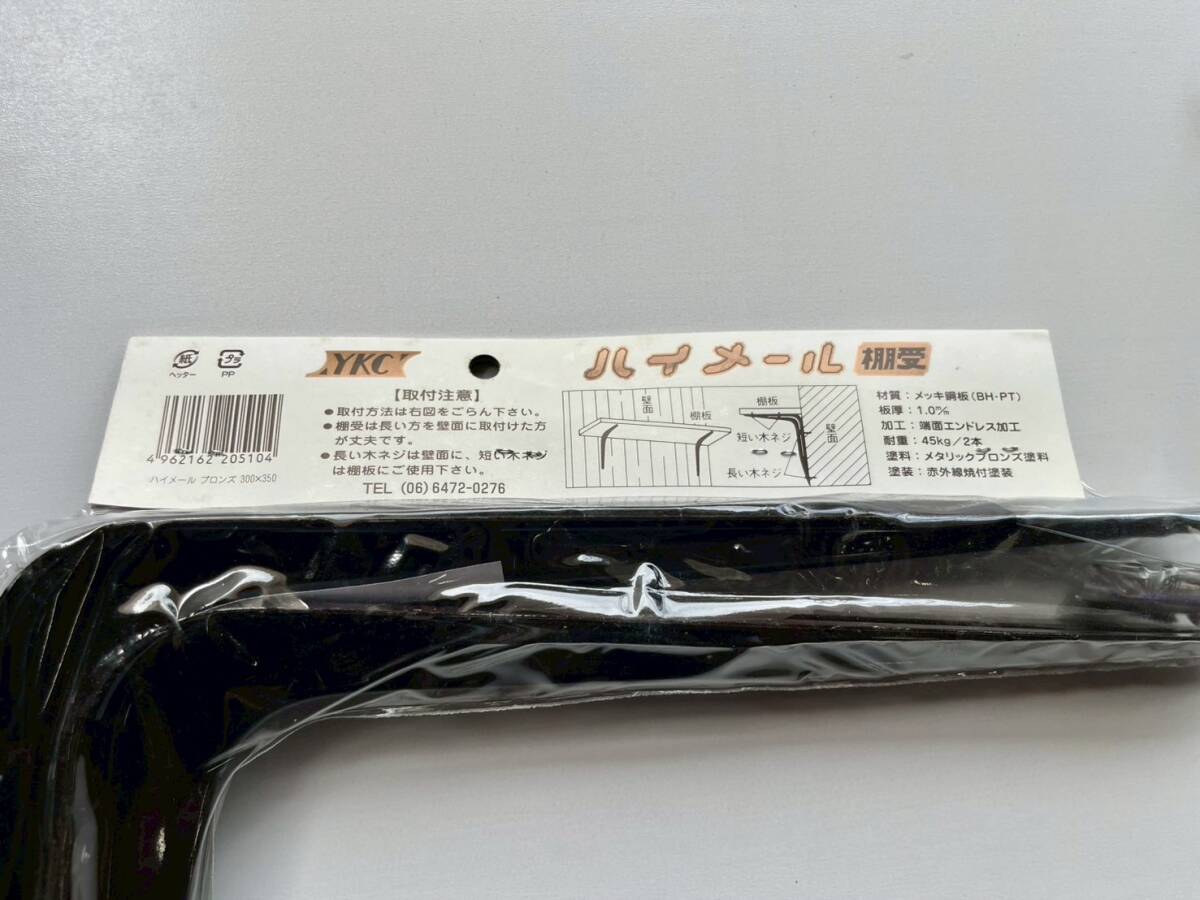 紙
ヘッター
プラ
PP
YKC
4 962162 205104
ハイメール ブロンズ 300×350
【取付注意】
●取付方法は右図をごらん下さい。
●棚受は長い方を壁面に取付けた方
が丈夫です。
●長い木ネジは壁面に、短い木ネジ
は棚板にご使用下さい。
TEL (06)6472-0276
ハイメール 棚受
壁面
棚板
棚板
短い木ネジ
長い木ネジ
壁面
材質：メッキ鋼板（BH・PT）
板厚：1.0㎜
加工：端面エンドレス加工
耐重：45kg／2本
塗料：メタリックブロンズ塗料
塗装：赤外線焼付塗装